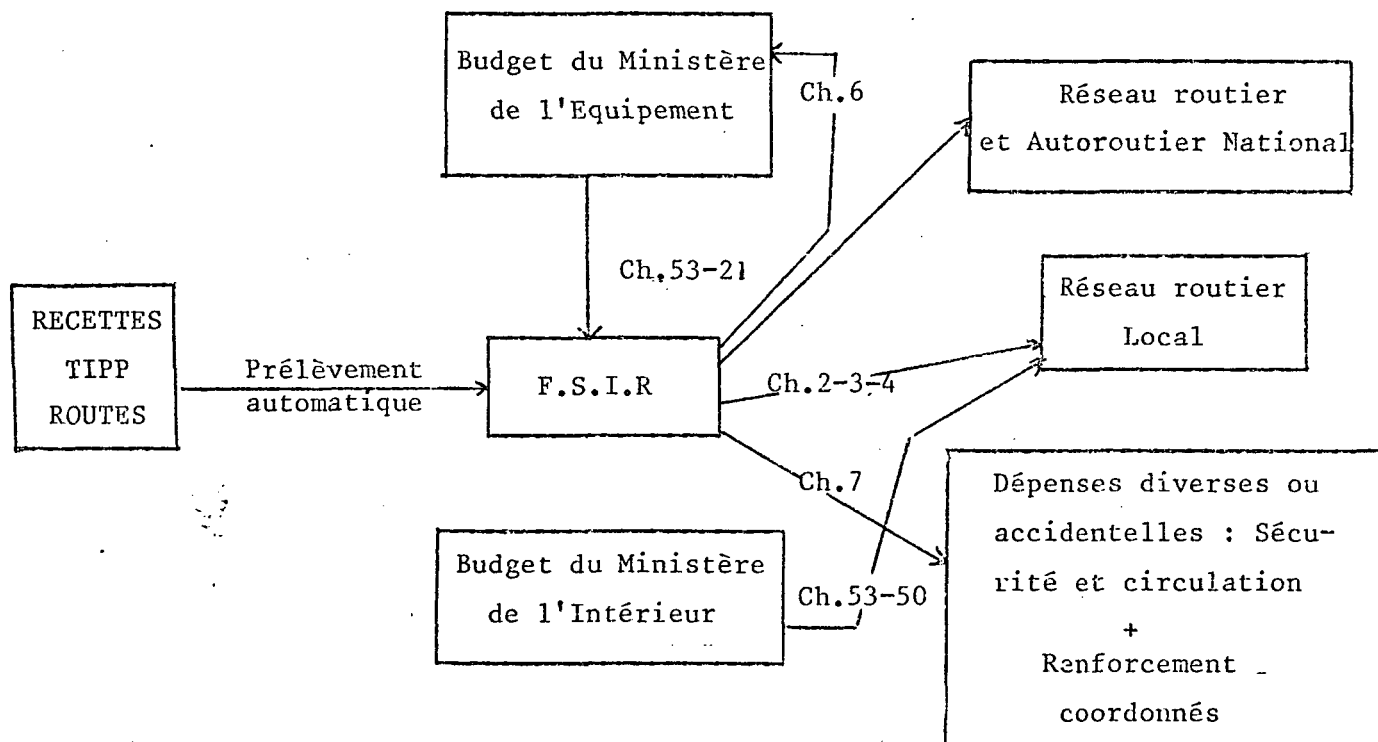 Budget du Ministère
de l'Equipement
Ch.6
Réseau routier
et Autoroutier National
Ch.53-21
Réseau routier
Local
RECETTES
TIPP
ROUTES
Prélèvement
automatique
F.S.I.R
Ch.2-3-4
Ch.7
Budget du Ministère
de l'Intérieur
Ch.53-50
Dépenses diverses ou
accidentelles : Sécu-
rité et circulation
+
Renforcement
coordonnés